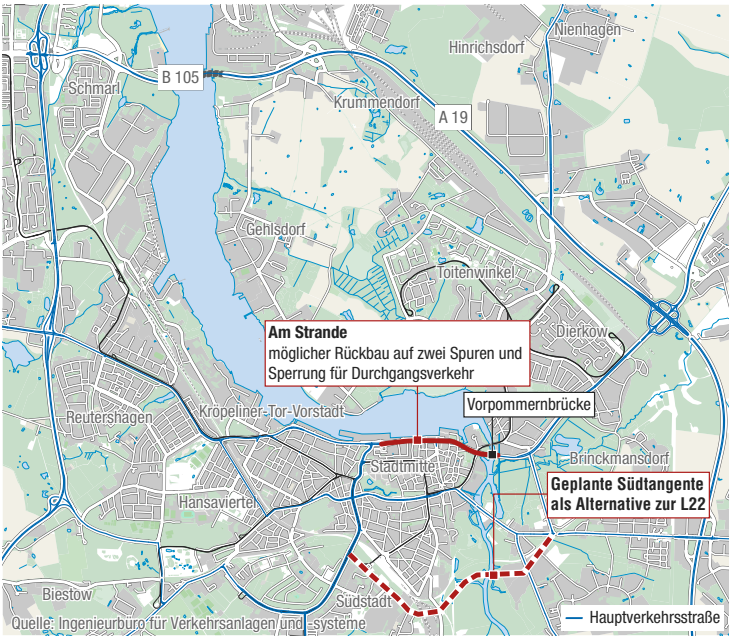 Nienhagen
Hinrichsdorf
B 105
Schmarl
Krummendorf
A 19
Gehlsdorf
Toitenwinkel
Am Strande
möglicher Rückbau auf zwei Spuren und
Sperrung für Durchgangsverkehr
Dierkow
Vorpommernbrücke
Kröpeliner-Tor-Vorstadt
Reutershagen
Stadtmitte
Brinckmansdorf
Geplante Südtangente
als Alternative zur L22
Hansaviertel
Biestow
Südstadt
Quelle: Ingenieurbüro für Verkehrsanlagen und -systeme
Hauptverkehrsstraße